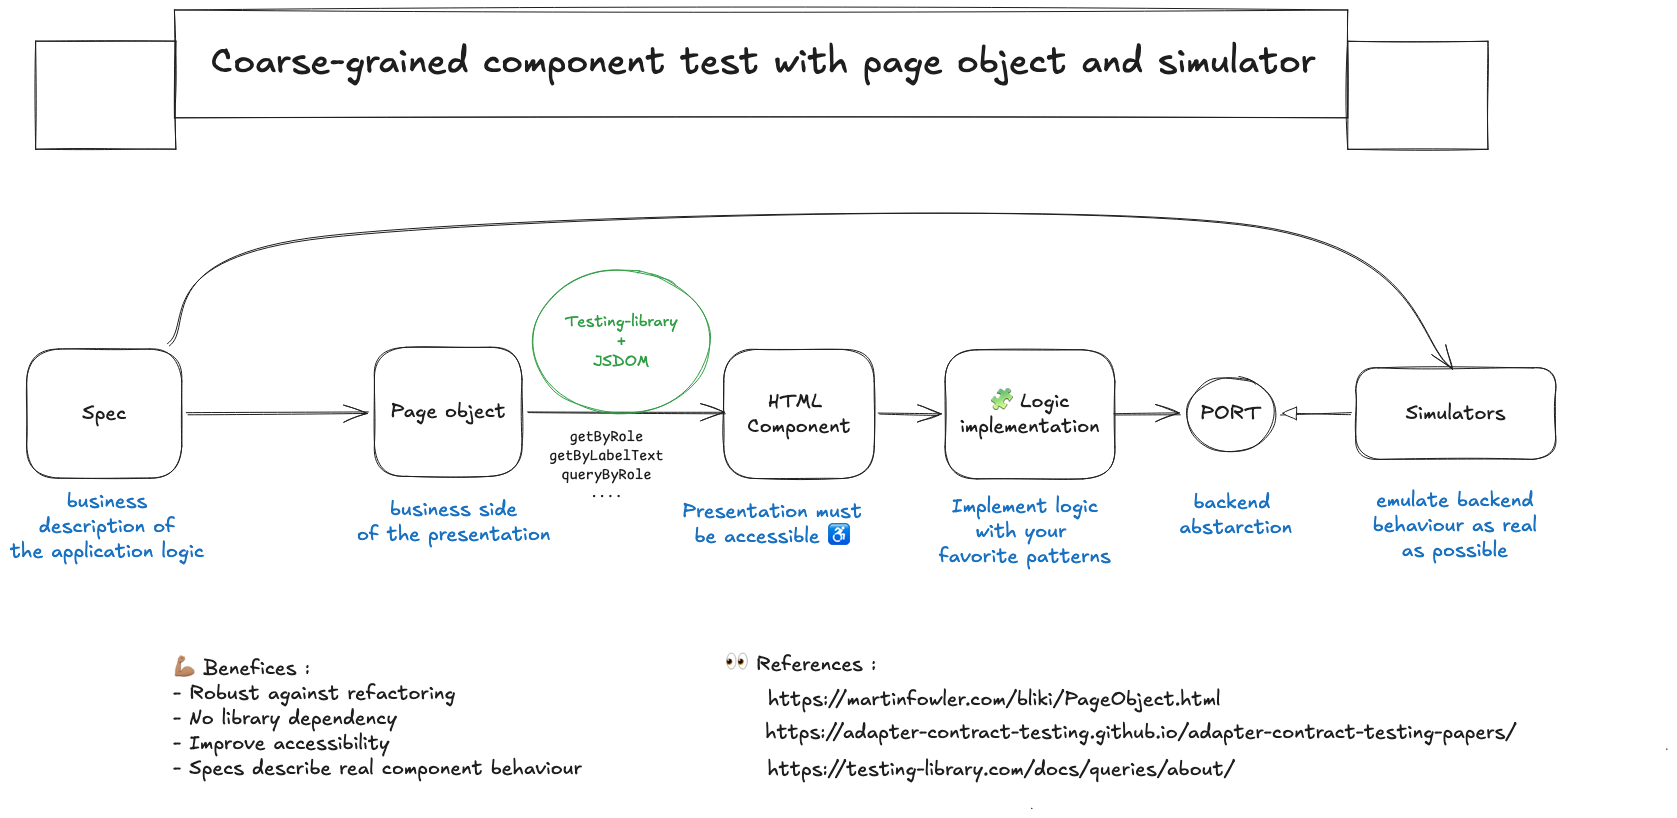 Coarse-grained component test with page object and simulator
Testing-library
+
JSDOM
Spec
Page object
HTML
Component
🧩 Logic
implementation
PORT
Simulators
getByRole
getByLabelText
queryByRole
....
business
description of
the application logic
business side
of the presentation
Presentation must
be accessible ♿
Implement logic
with your
favorite patterns
backend
abstarction
emulate backend
behaviour as real
as possible
💪🏽 Benefices :
- Robust against refactoring
- No library dependency
- Improve accessibility
- Specs describe real component behaviour
👀 References :
https://martinfowler.com/bliki/PageObject.html
https://adapter-contract-testing.github.io/adapter-contract-testing-papers/
https://testing-library.com/docs/queries/about/